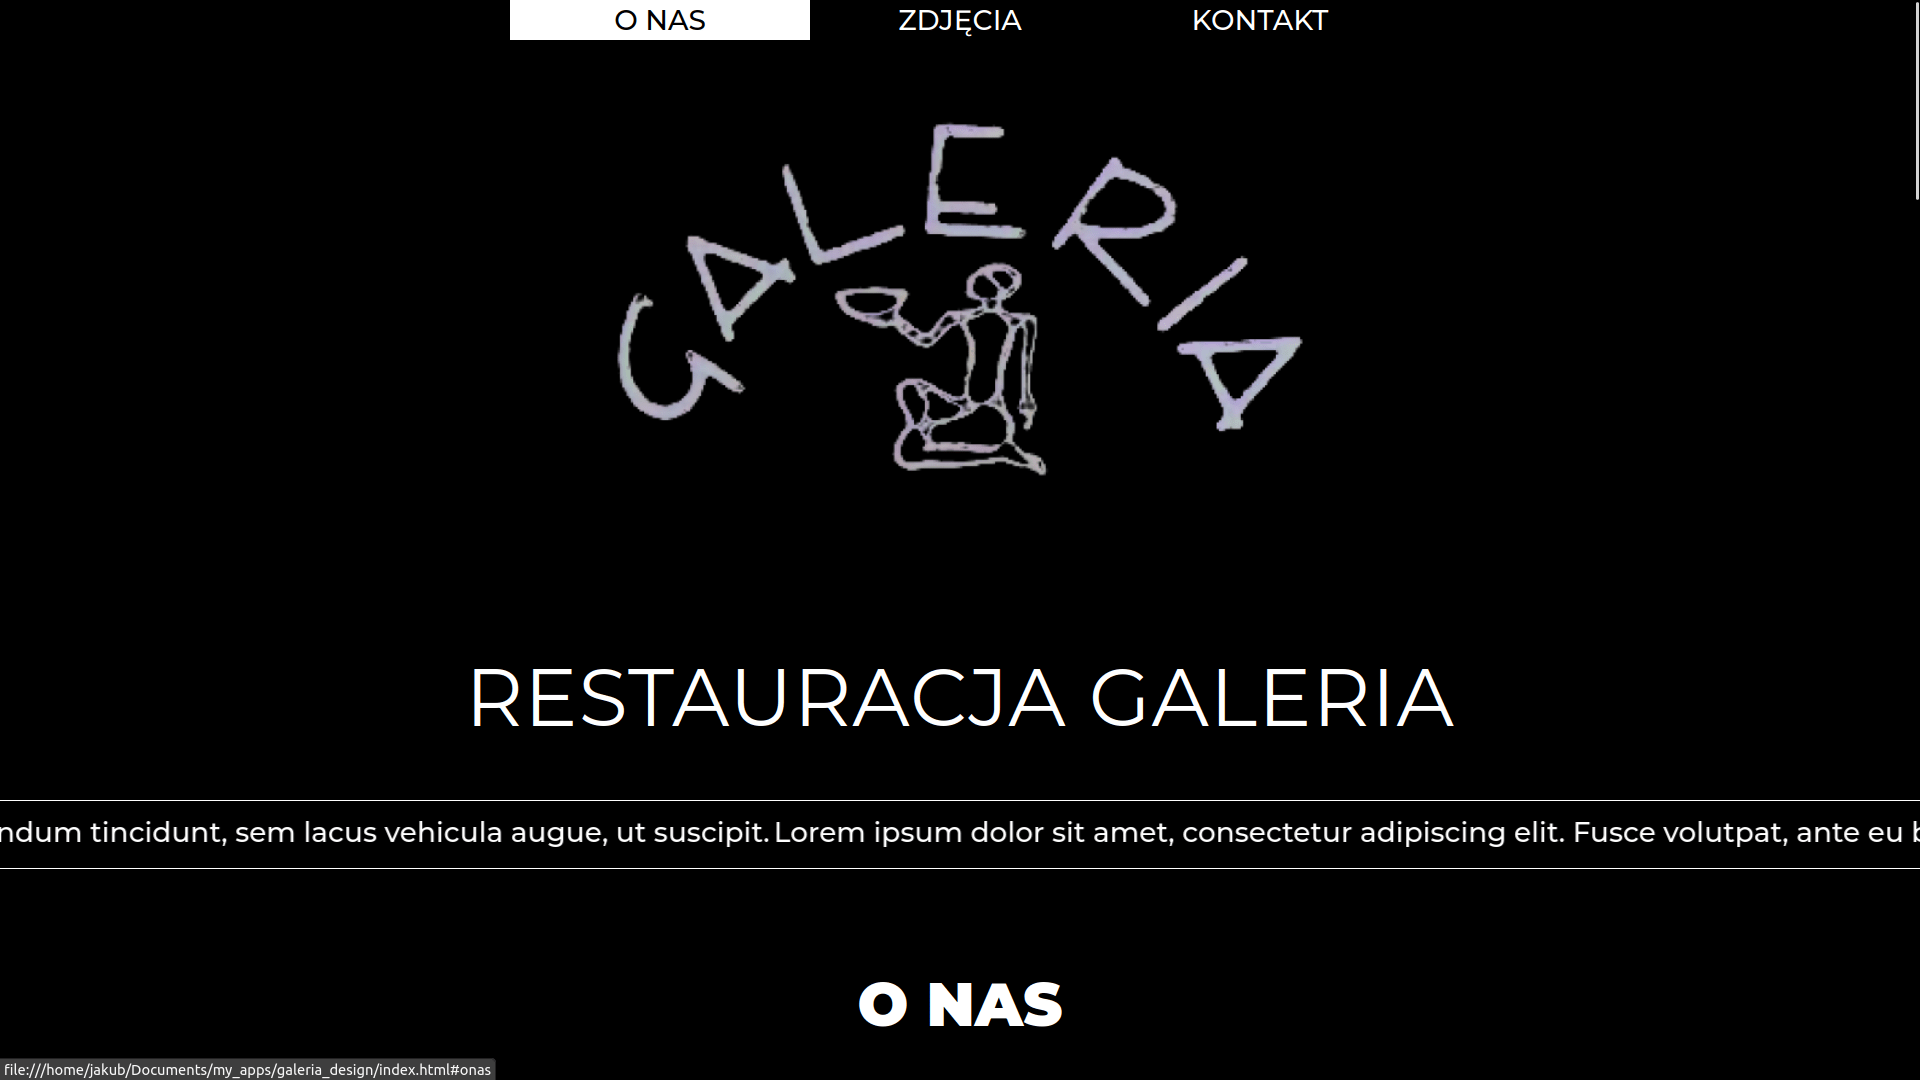 O NAS ZDJĘCIA KONTAKT
GALERIA
RESTAURACJA GALERIA
ndum tincidunt, sem lacus vehicula augue, ut suscipit. Lorem ipsum dolor sit amet, consectetur adipiscing elit. Fusce volutpat, ante eu b
O NAS
file:///home/jakub/Documents/my_apps/galeria_design/index.html#onas